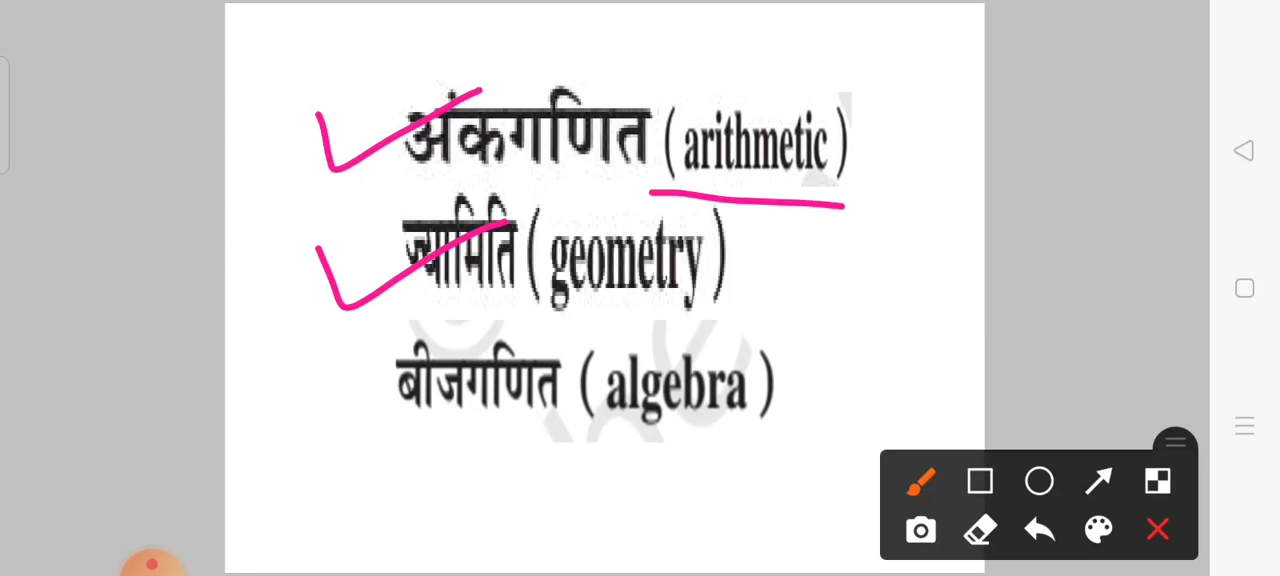 अंकगणित ( arithmetic )
ज्यामिति ( geometry )
बीजगणित ( algebra )